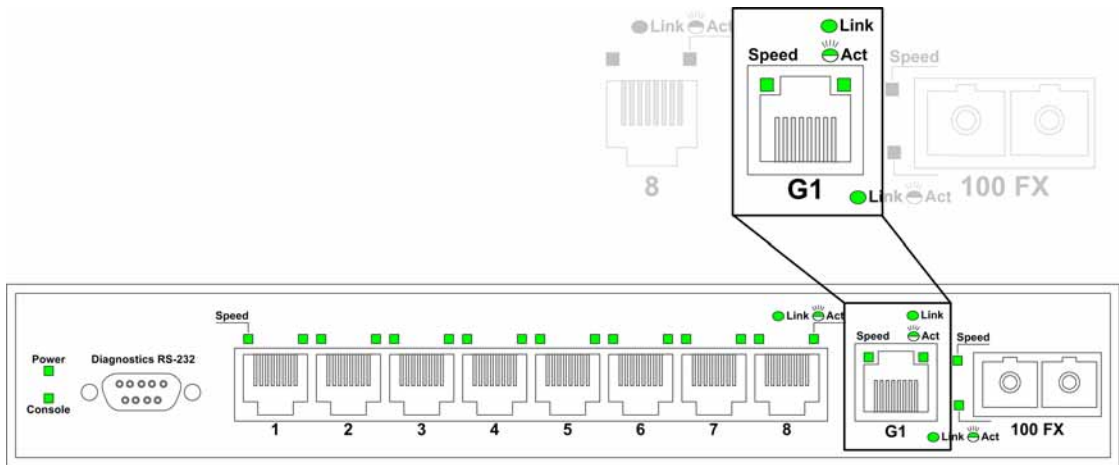 Link Act
Link
Speed Act
Speed
8
G1
Link Act
100 FX
Speed
Link Act
Link
Speed Act
Speed
Power
Diagnostics RS-232
Console
1 2 3 4 5 6 7 8
G1
100 FX
Link Act